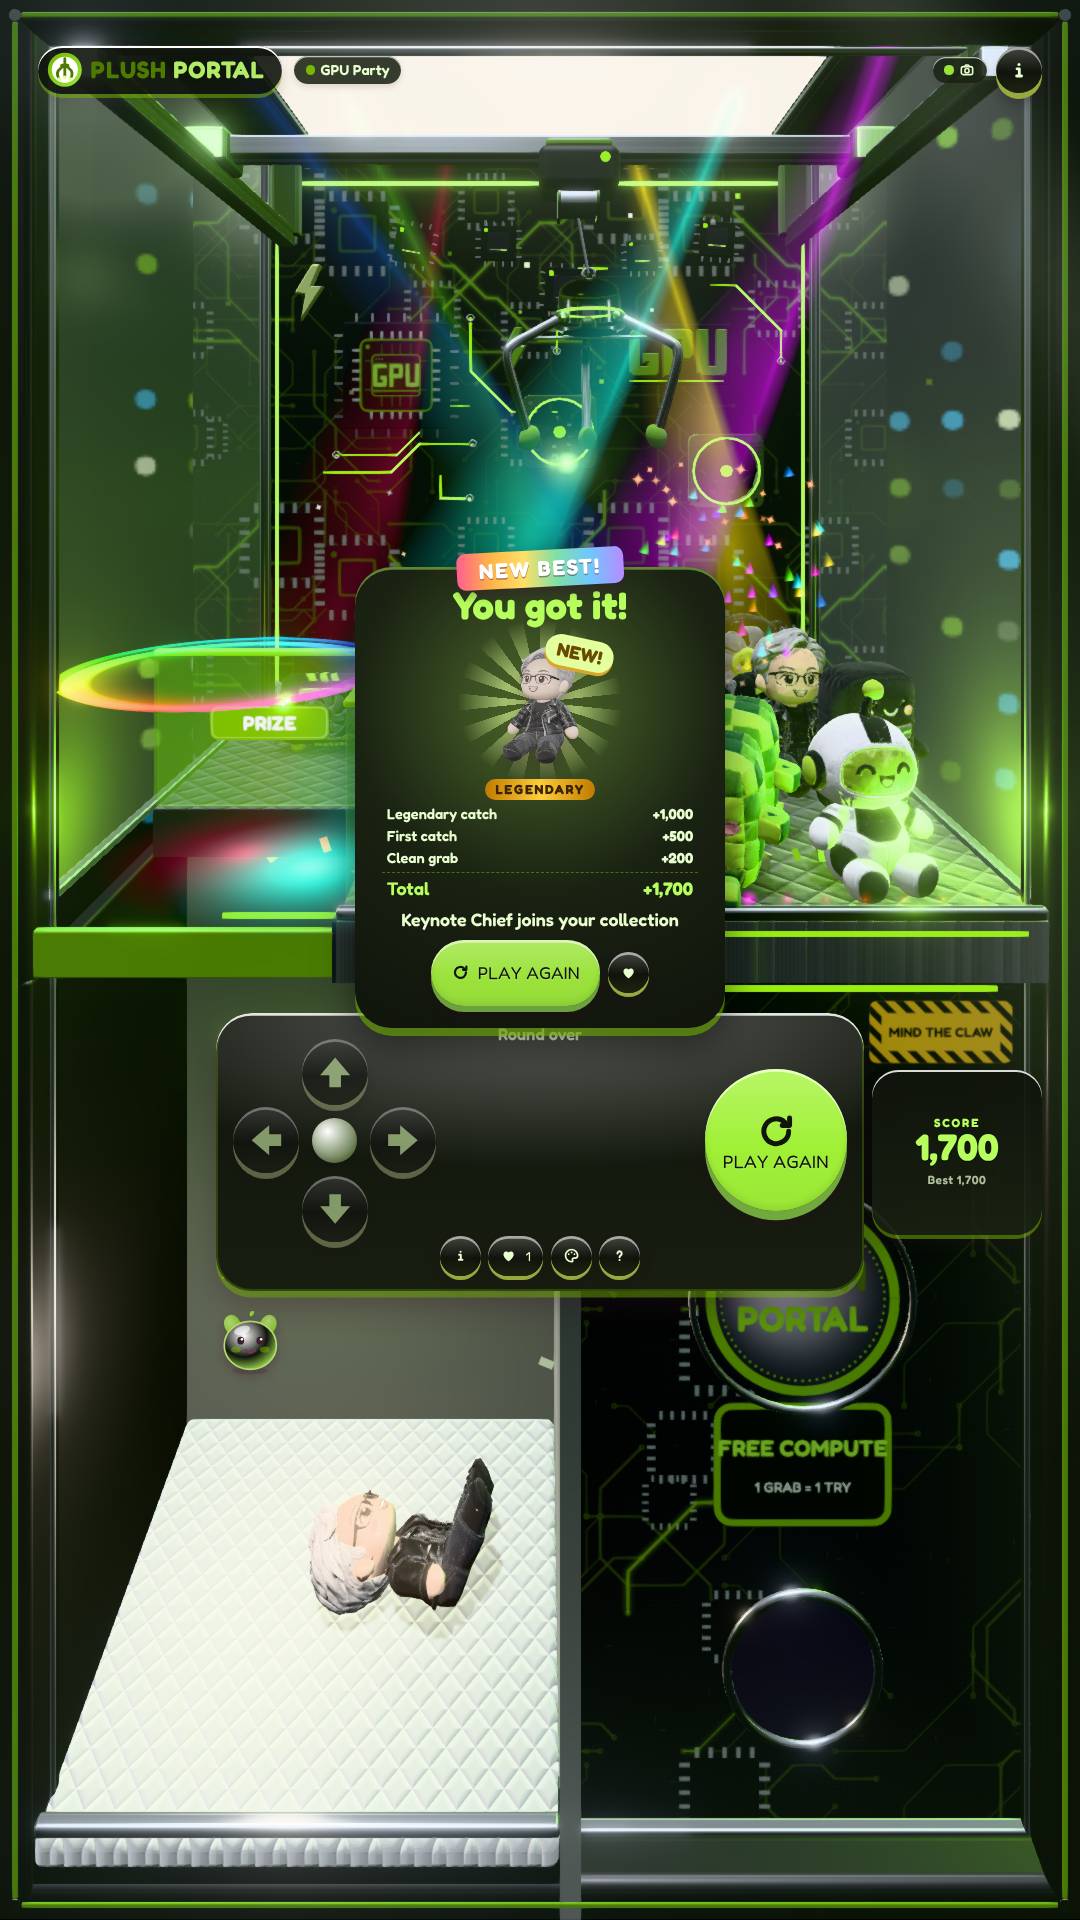 PLUSH PORTAL
GPU Party
GPU
GPU
PRIZE
NEW BEST!
You got it!
NEW!
LEGENDARY
Legendary catch +1,000
First catch +500
Clean grab +200
Total +1,700
Keynote Chief joins your collection
PLAY AGAIN
Round over
MIND THE CLAW
PLAY AGAIN
SCORE
1,700
Best 1,700
1
PORTAL
FREE COMPUTE
1 GRAB = 1 TRY